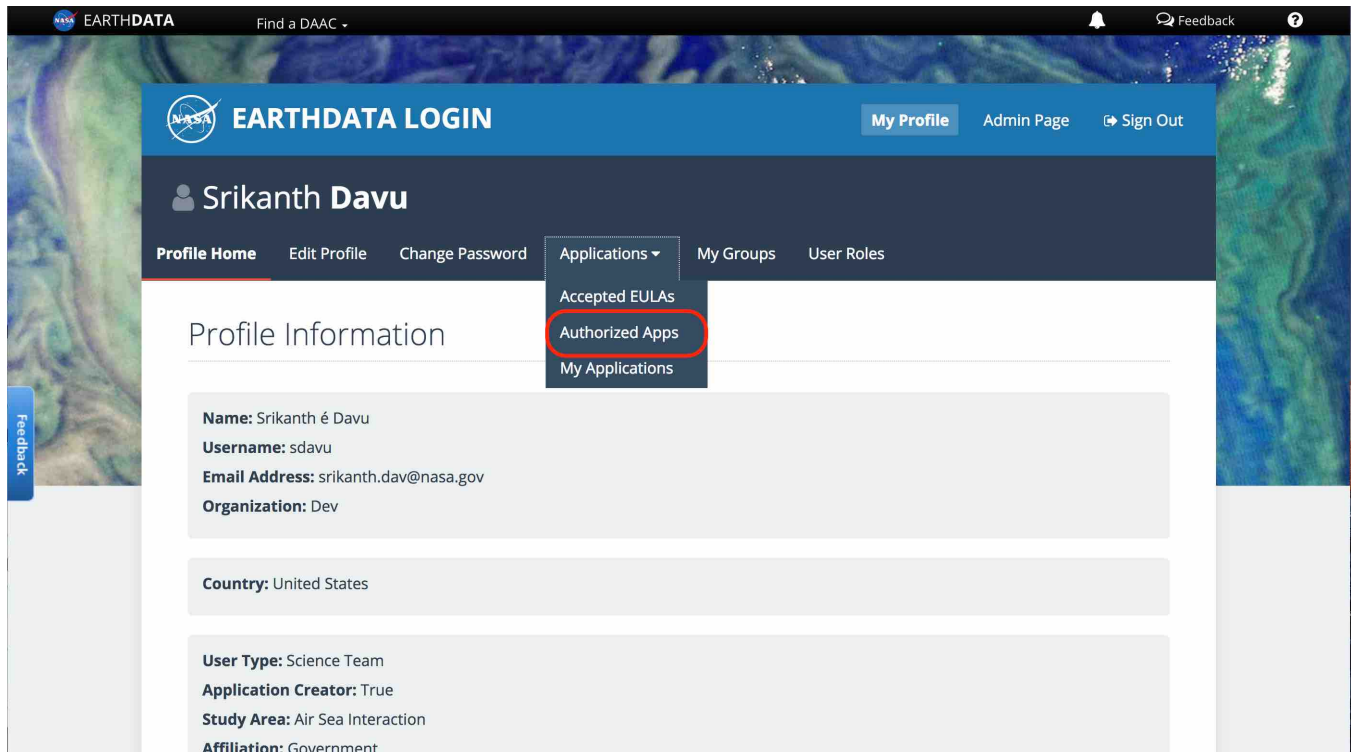 EARTHDATA Find a DAAC Feedback
EARTHDATA LOGIN My Profile Admin Page Sign Out
Srikanth Davu
Profile Home Edit Profile Change Password Applications My Groups User Roles
Accepted EULAs
Authorized Apps
My Applications
Profile Information
Name: Srikanth é Davu
Username: sdavu
Email Address: srikanth.dav@nasa.gov
Organization: Dev
Feedback
Country: United States
User Type: Science Team
Application Creator: True
Study Area: Air Sea Interaction
Affiliation: Government